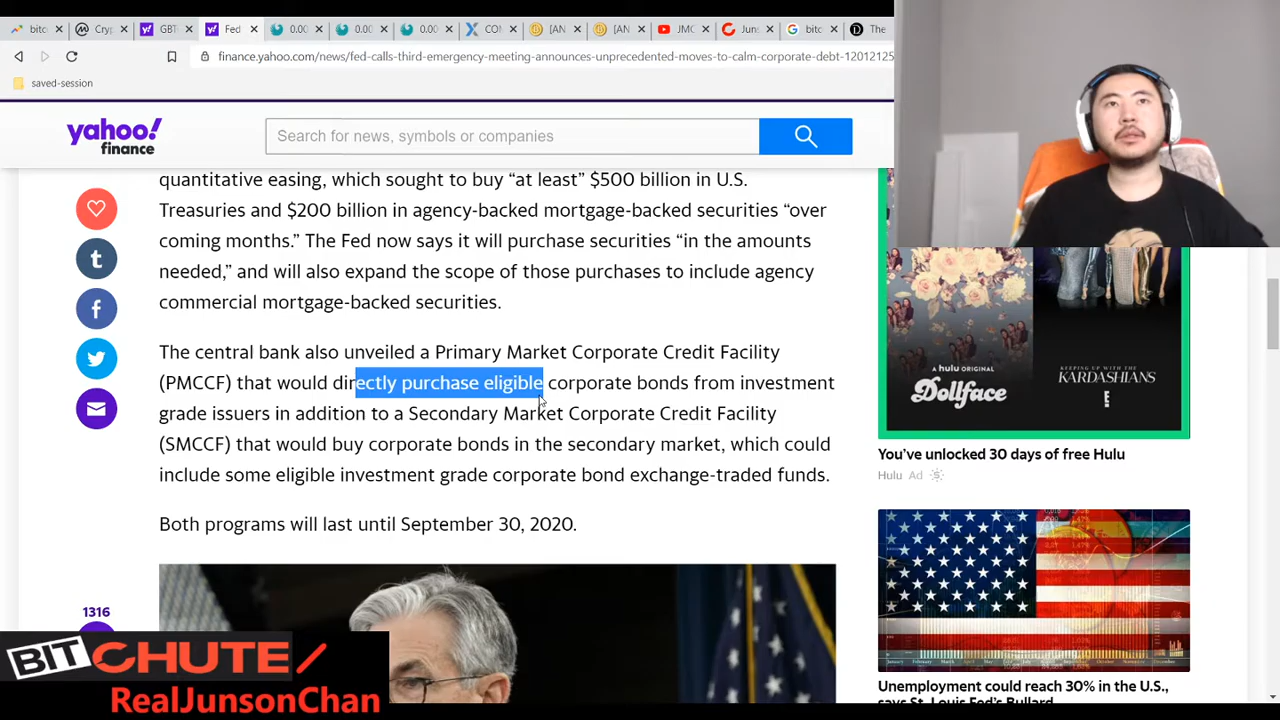 bitc
Cryp
GBT
Fed
0.00
0.00
0.00
CO
[AN
[AN
JMC
Juns
bitc
The
finance.yahoo.com/news/fed-calls-third-emergency-meeting-announces-unprecedented-moves-to-calm-corporate-debt-12012125
saved-session
yahoo!
finance
Search for news, symbols or companies
quantitative easing, which sought to buy “at least” $500 billion in U.S.
Treasuries and $200 billion in agency-backed mortgage-backed securities “over
coming months.” The Fed now says it will purchase securities “in the amounts
needed,” and will also expand the scope of those purchases to include agency
commercial mortgage-backed securities.
The central bank also unveiled a Primary Market Corporate Credit Facility
(PMCCF) that would directly purchase eligible corporate bonds from investment
grade issuers in addition to a Secondary Market Corporate Credit Facility
(SMCCF) that would buy corporate bonds in the secondary market, which could
include some eligible investment grade corporate bond exchange-traded funds.
Both programs will last until September 30, 2020.
1316
a hulu ORIGINAL
Dollface
KEEPING UP WITH THE
KARDASHIANS
E!
You’ve unlocked 30 days of free Hulu
Hulu Ad
Unemployment could reach 30% in the U.S.,
says St. Louis Fed's Bullard
BITCHUTE/
RealJunsonChan